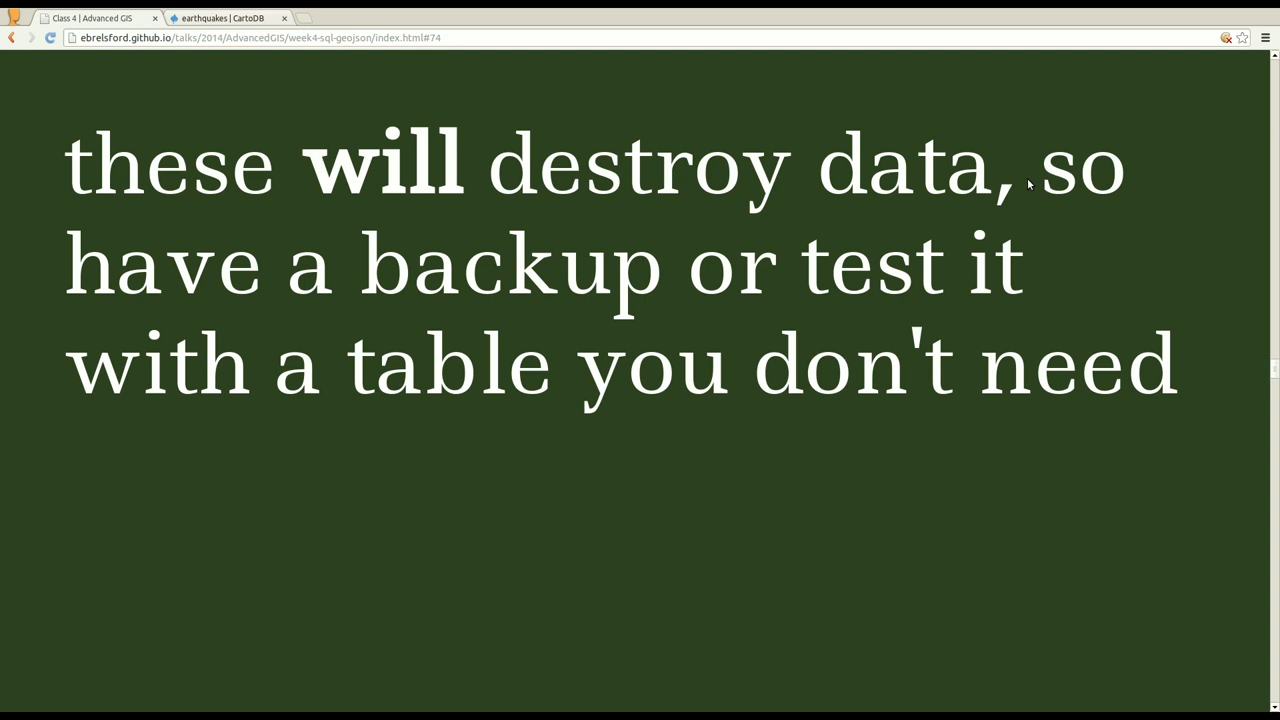 Class 4 | Advanced GIS
earthquakes | CartoDB
ebrelsford.github.io/talks/2014/AdvancedGIS/week4-sql-geojson/index.html#74
these will destroy data, so
have a backup or test it
with a table you don't need